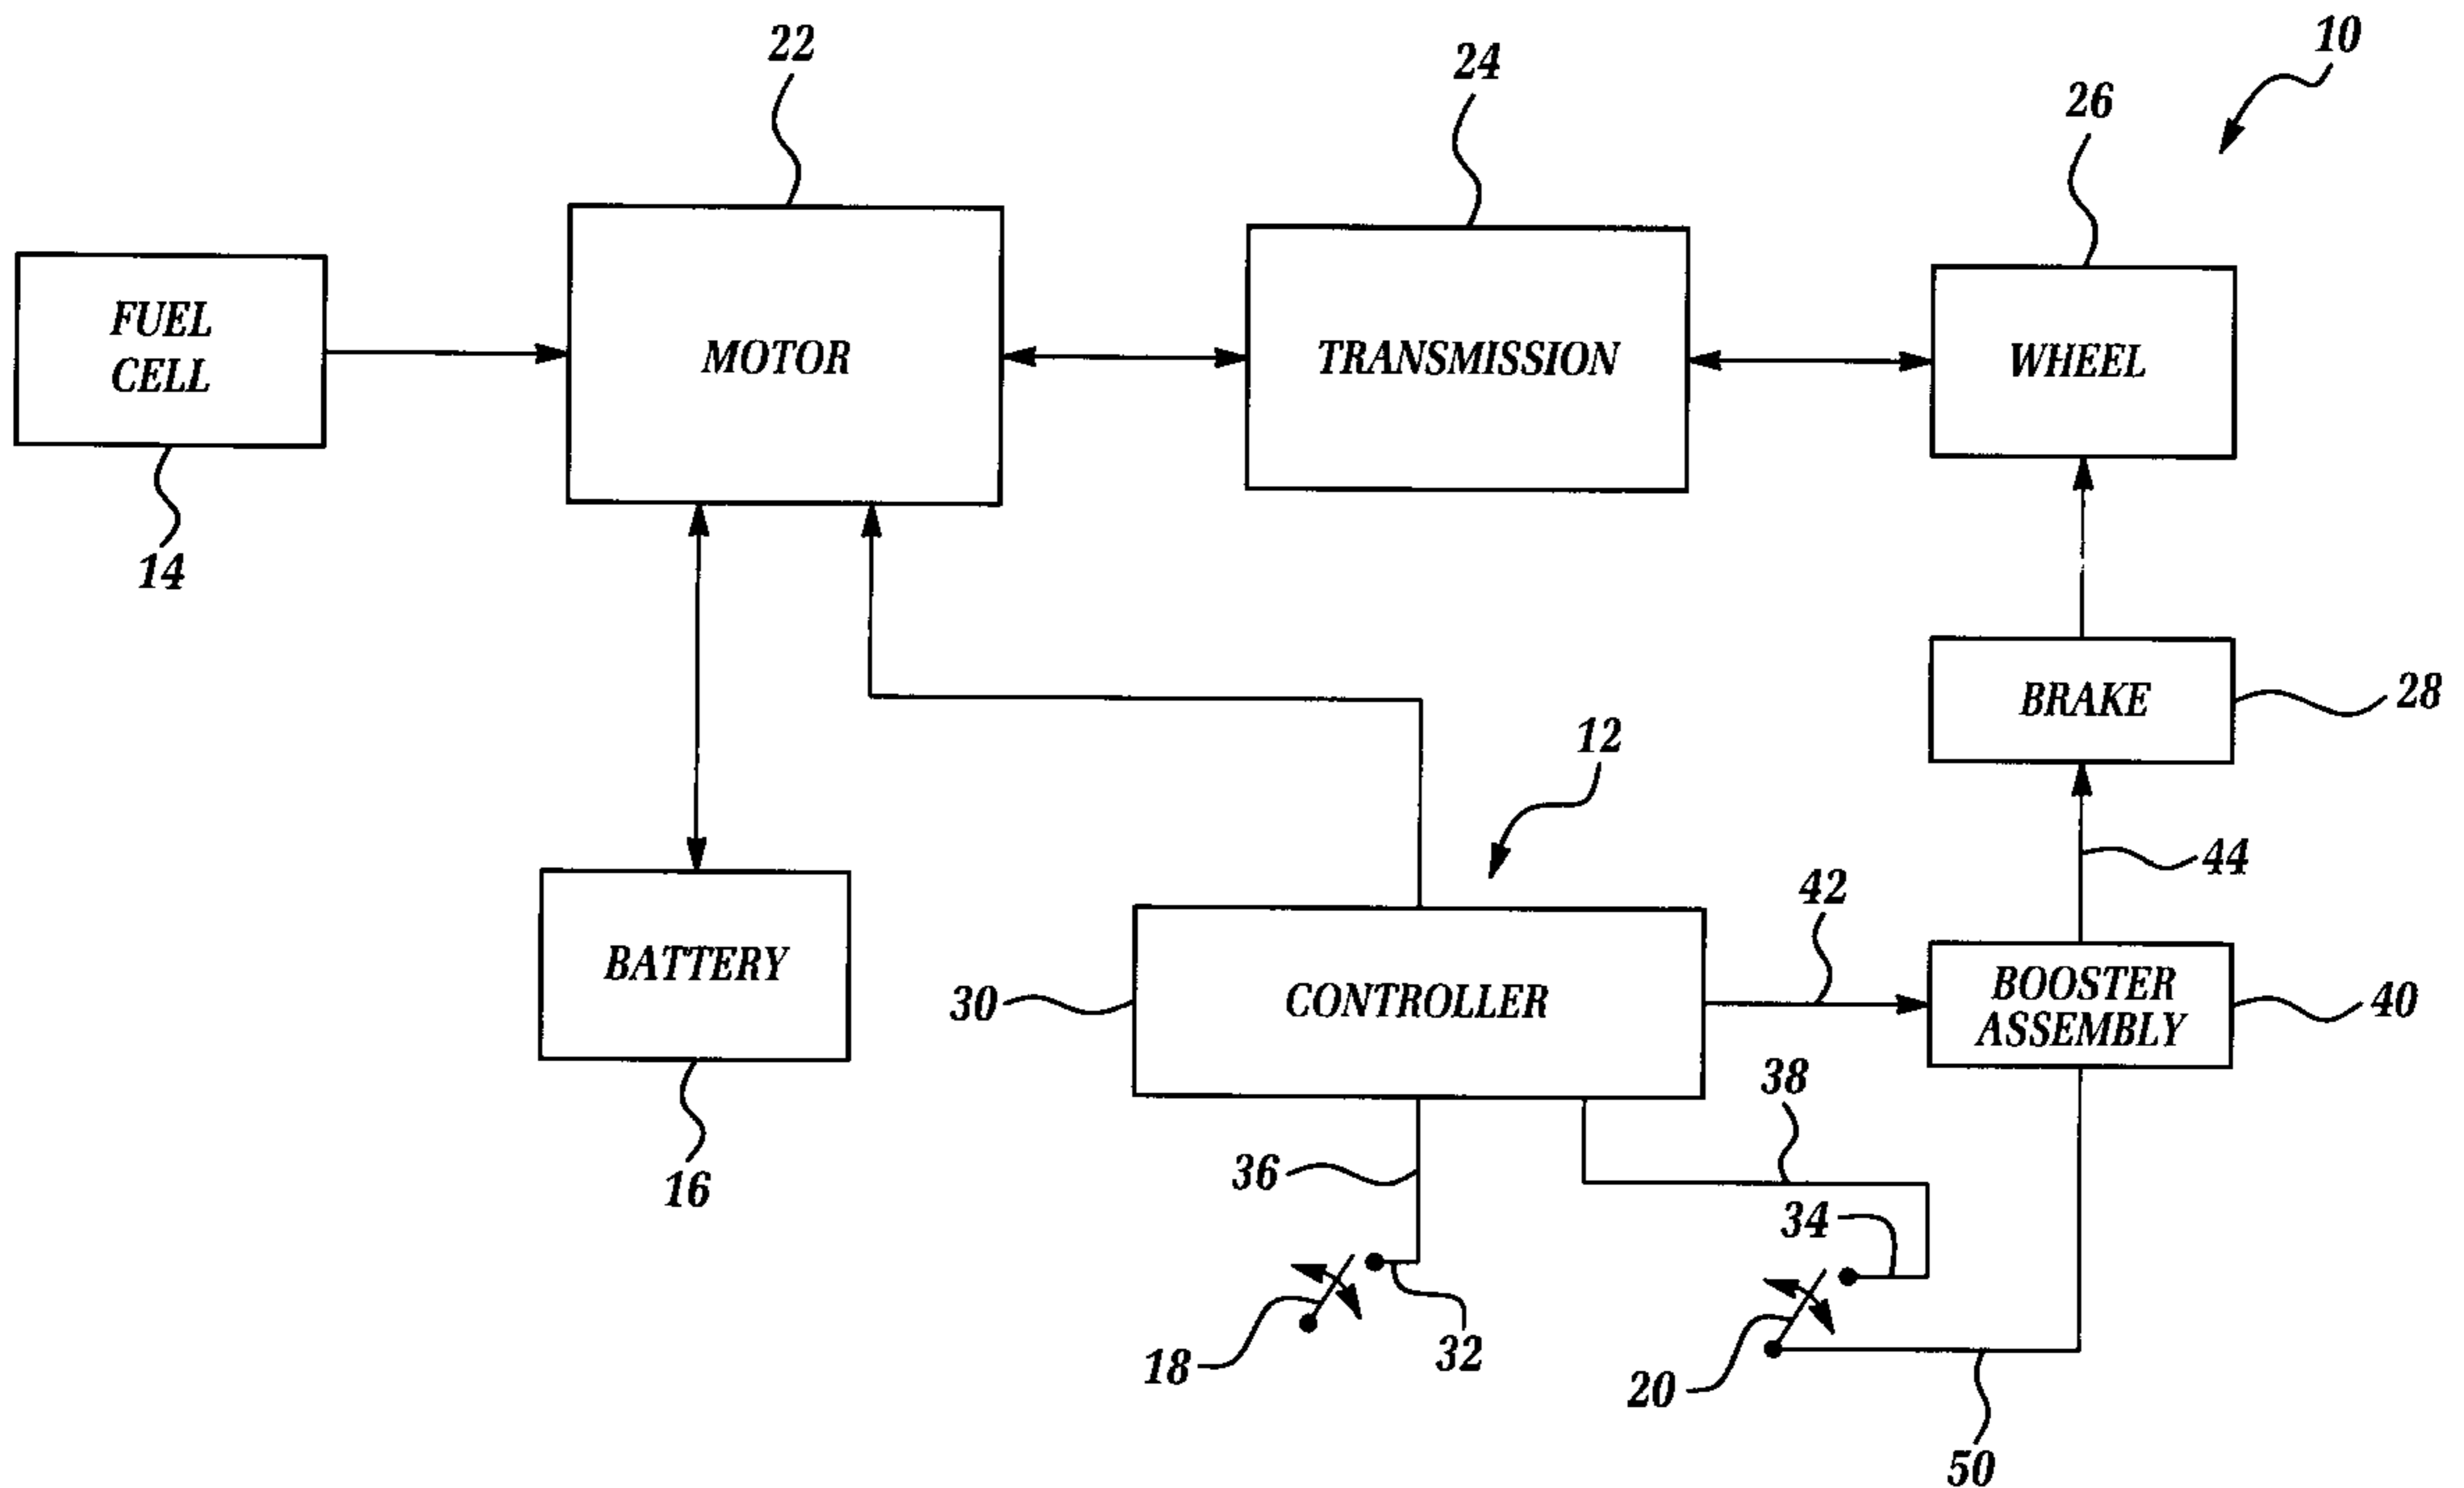 22
24
10
26
FUEL
CELL
MOTOR
TRANSMISSION
WHEEL
14
BRAKE
28
12
44
42
BATTERY
30
CONTROLLER
BOOSTER
ASSEMBLY
40
38
16
36
34
18
32
20
50